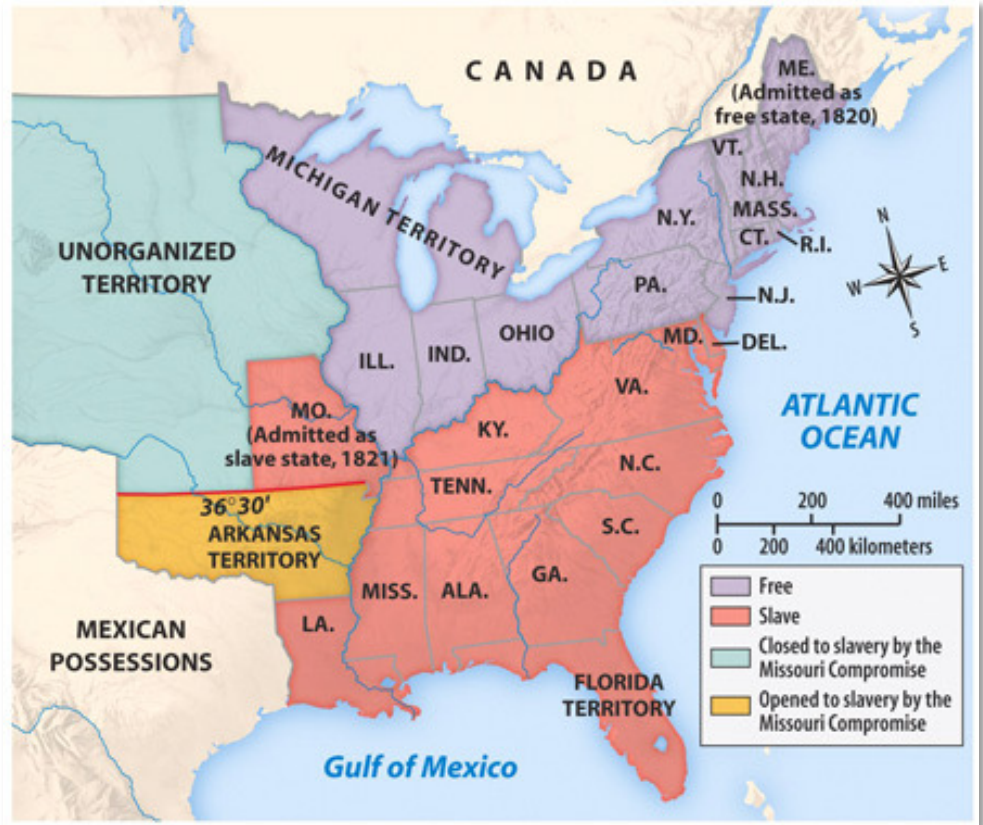 CANADA
ME.
(Admitted as
free state, 1820)
VT.
N.H.
MASS.
CT.
R.I.
N.Y.
MICHIGAN TERRITORY
UNORGANIZED
TERRITORY
PA.
N.J.
OHIO
IND.
ILL.
MD.
DEL.
VA.
MO.
(Admitted as
slave state, 1821)
KY.
ATLANTIC
OCEAN
N.C.
TENN.
36°30'
ARKANSAS
TERRITORY
S.C.
GA.
ALA.
MISS.
LA.
MEXICAN
POSSESSIONS
FLORIDA
TERRITORY
Gulf of Mexico
N
E
W
S
0 200 400 miles
0 200 400 kilometers
Free
Slave
Closed to slavery by the
Missouri Compromise
Opened to slavery by the
Missouri Compromise